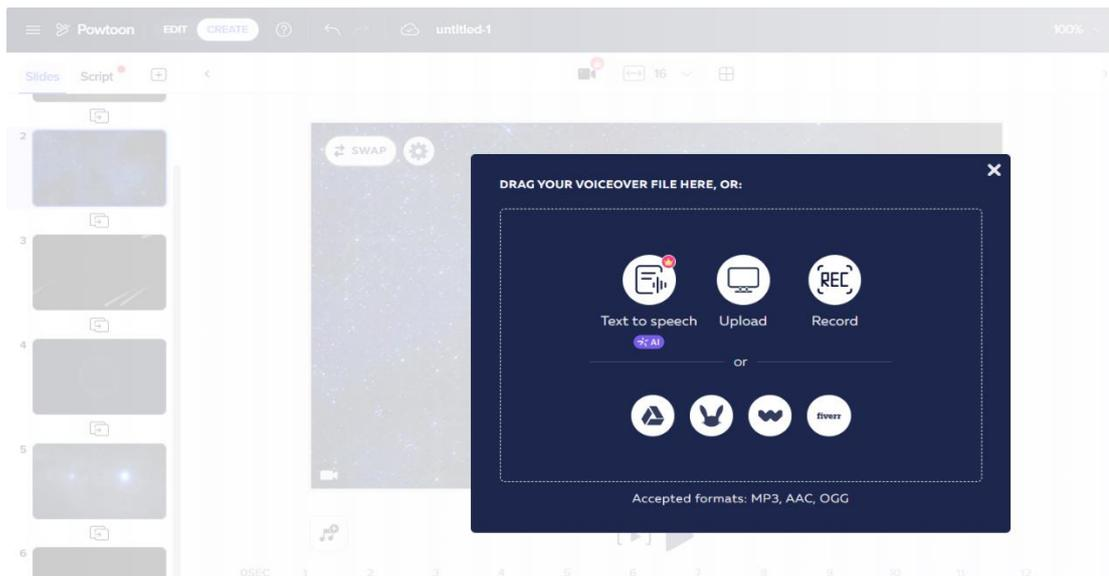 Powtoon EDIT CREATE ? untitled-1 100%
Slides Script 16
SWAP
DRAG YOUR VOICEOVER FILE HERE, OR:
REC
Text to speech Upload Record
AI
or
fiverr
Accepted formats: MP3, AAC, OGG
2
3
4
5
6
0SEC 1 2 3 4 5 6 7 8 9 10 11 12